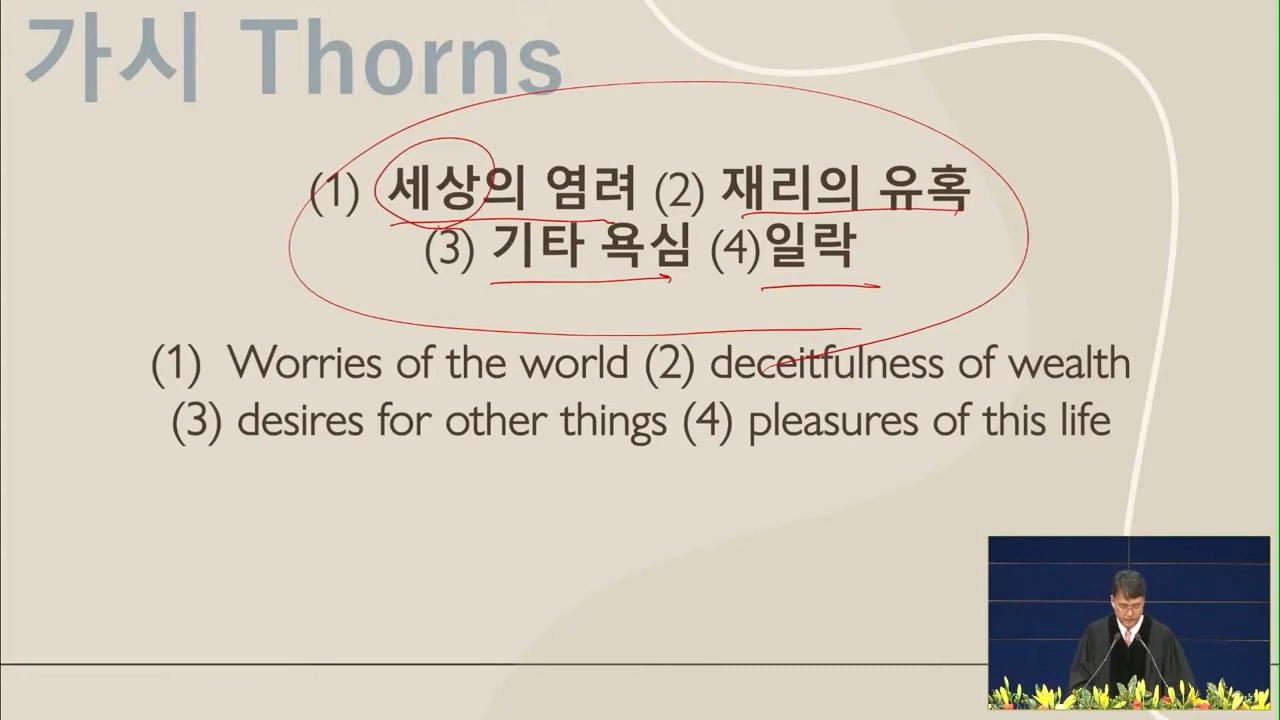 가시 Thorns
(1) 세상의 염려 (2) 재리의 유혹
(3) 기타 욕심 (4)일락
(1) Worries of the world (2) deceitfulness of wealth
(3) desires for other things (4) pleasures of this life